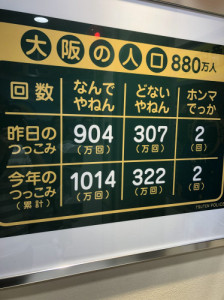 大阪の人口 880万人
回数 なんでやねん どないやねん ホンマでっか
昨日のつっこみ 904(万回) 307(万回) 2(回)
今年のつっこみ(累計) 1014(万回) 322(万回) 2(回)